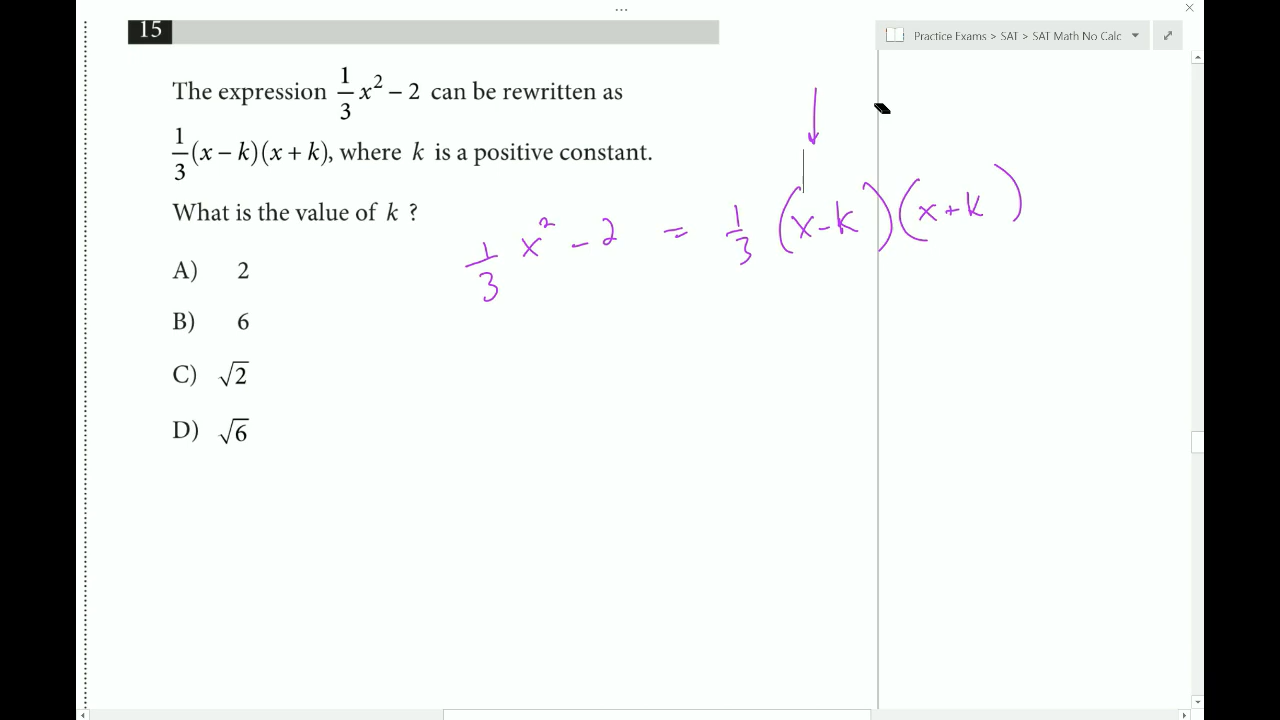 15
Practice Exams > SAT > SAT Math No Calc
The expression 1/3 x² − 2 can be rewritten as
1/3 (x − k)(x + k), where k is a positive constant.
What is the value of k ?
1/3 x² − 2 = 1/3 (x − k)(x + k)
A) 2
B) 6
C) √2
D) √6